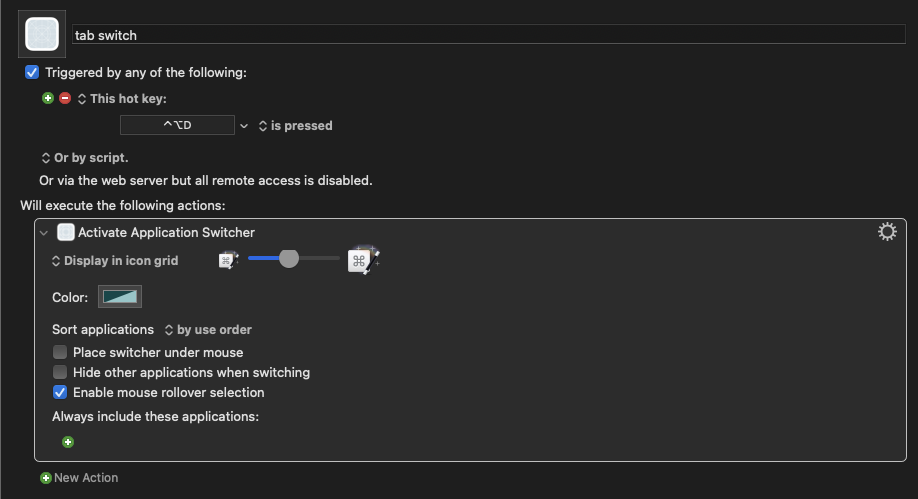 tab switch
Triggered by any of the following:
This hot key:
^⌥D is pressed
Or by script.
Or via the web server but all remote access is disabled.
Will execute the following actions:
Activate Application Switcher
Display in icon grid
Color:
Sort applications by use order
Place switcher under mouse
Hide other applications when switching
Enable mouse rollover selection
Always include these applications:
New Action